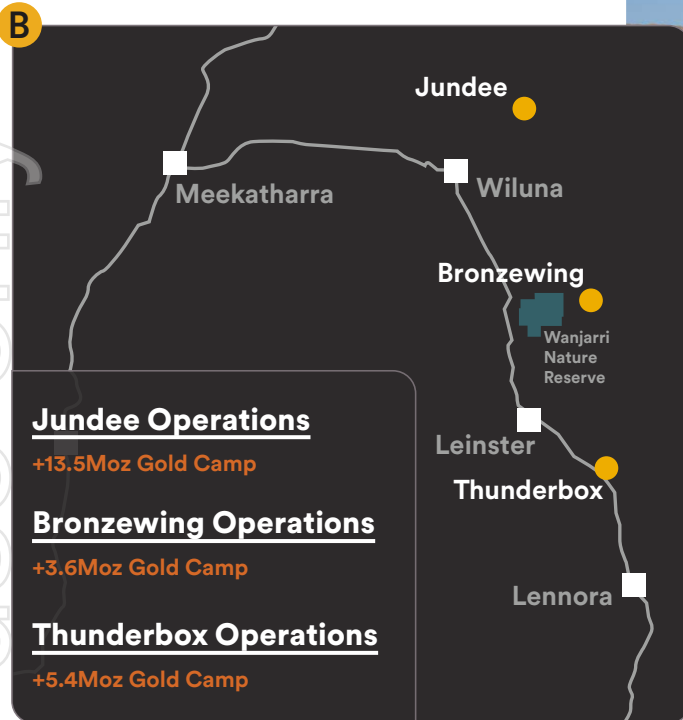 B
Jundee
Meekatharra
Wiluna
Bronzewing
Wanjarri
Nature
Reserve
Leinster
Thunderbox
Lennora
Jundee Operations
+13.5Moz Gold Camp
Bronzewing Operations
+3.6Moz Gold Camp
Thunderbox Operations
+5.4Moz Gold Camp